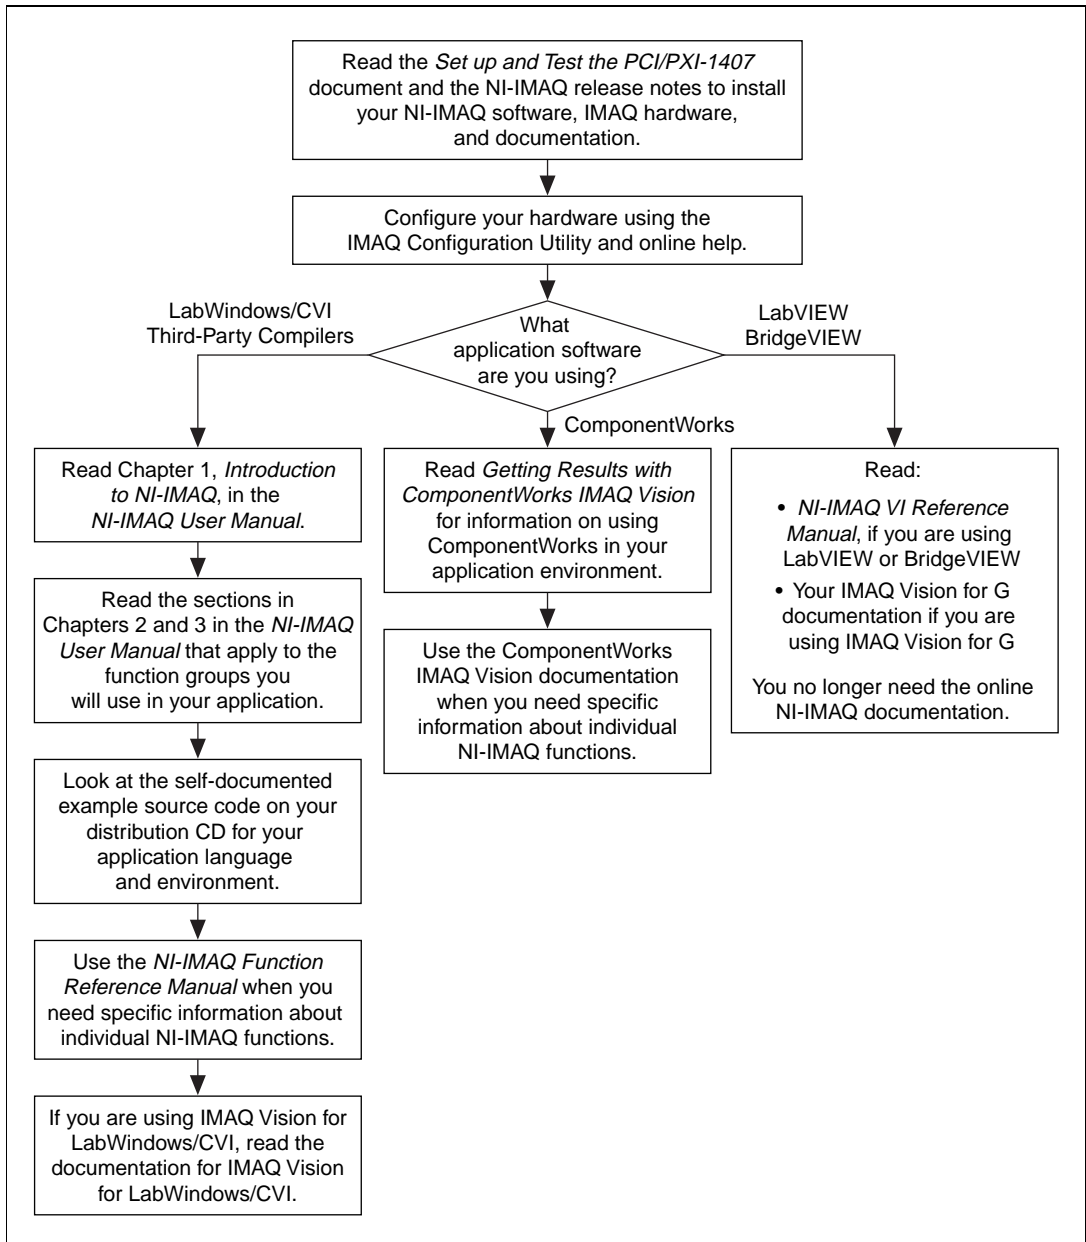 Read the Set up and Test the PCI/PXI-1407
document and the NI-IMAQ release notes to install
your NI-IMAQ software, IMAQ hardware,
and documentation.
Configure your hardware using the
IMAQ Configuration Utility and online help.
What
application software
are you using?
LabWindows/CVI
Third-Party Compilers
Read Chapter 1, Introduction
to NI-IMAQ, in the
NI-IMAQ User Manual.
Read the sections in
Chapters 2 and 3 in the NI-IMAQ
User Manual that apply to the
function groups you
will use in your application.
Look at the self-documented
example source code on your
distribution CD for your
application language
and environment.
Use the NI-IMAQ Function
Reference Manual when you
need specific information about
individual NI-IMAQ functions.
If you are using IMAQ Vision for
LabWindows/CVI, read the
documentation for IMAQ Vision
for LabWindows/CVI.
ComponentWorks
Read Getting Results with
ComponentWorks IMAQ Vision
for information on using
ComponentWorks in your
application environment.
Use the ComponentWorks
IMAQ Vision documentation
when you need specific
information about individual
NI-IMAQ functions.
LabVIEW
BridgeVIEW
Read:
• NI-IMAQ VI Reference
Manual, if you are using
LabVIEW or BridgeVIEW
• Your IMAQ Vision for G
documentation if you are
using IMAQ Vision for G
You no longer need the online
NI-IMAQ documentation.